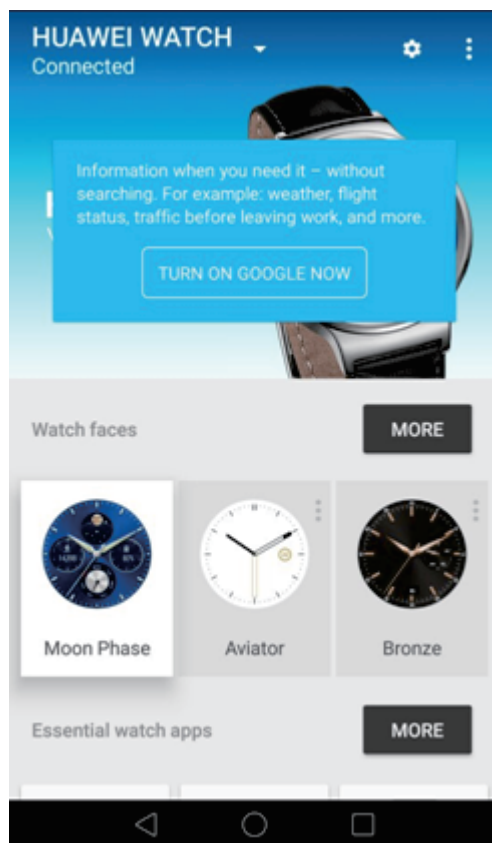 HUAWEI WATCH
Connected
Information when you need it – without
searching. For example: weather, flight
status, traffic before leaving work, and more.
TURN ON GOOGLE NOW
Watch faces
MORE
Moon Phase
Aviator
Bronze
Essential watch apps
MORE